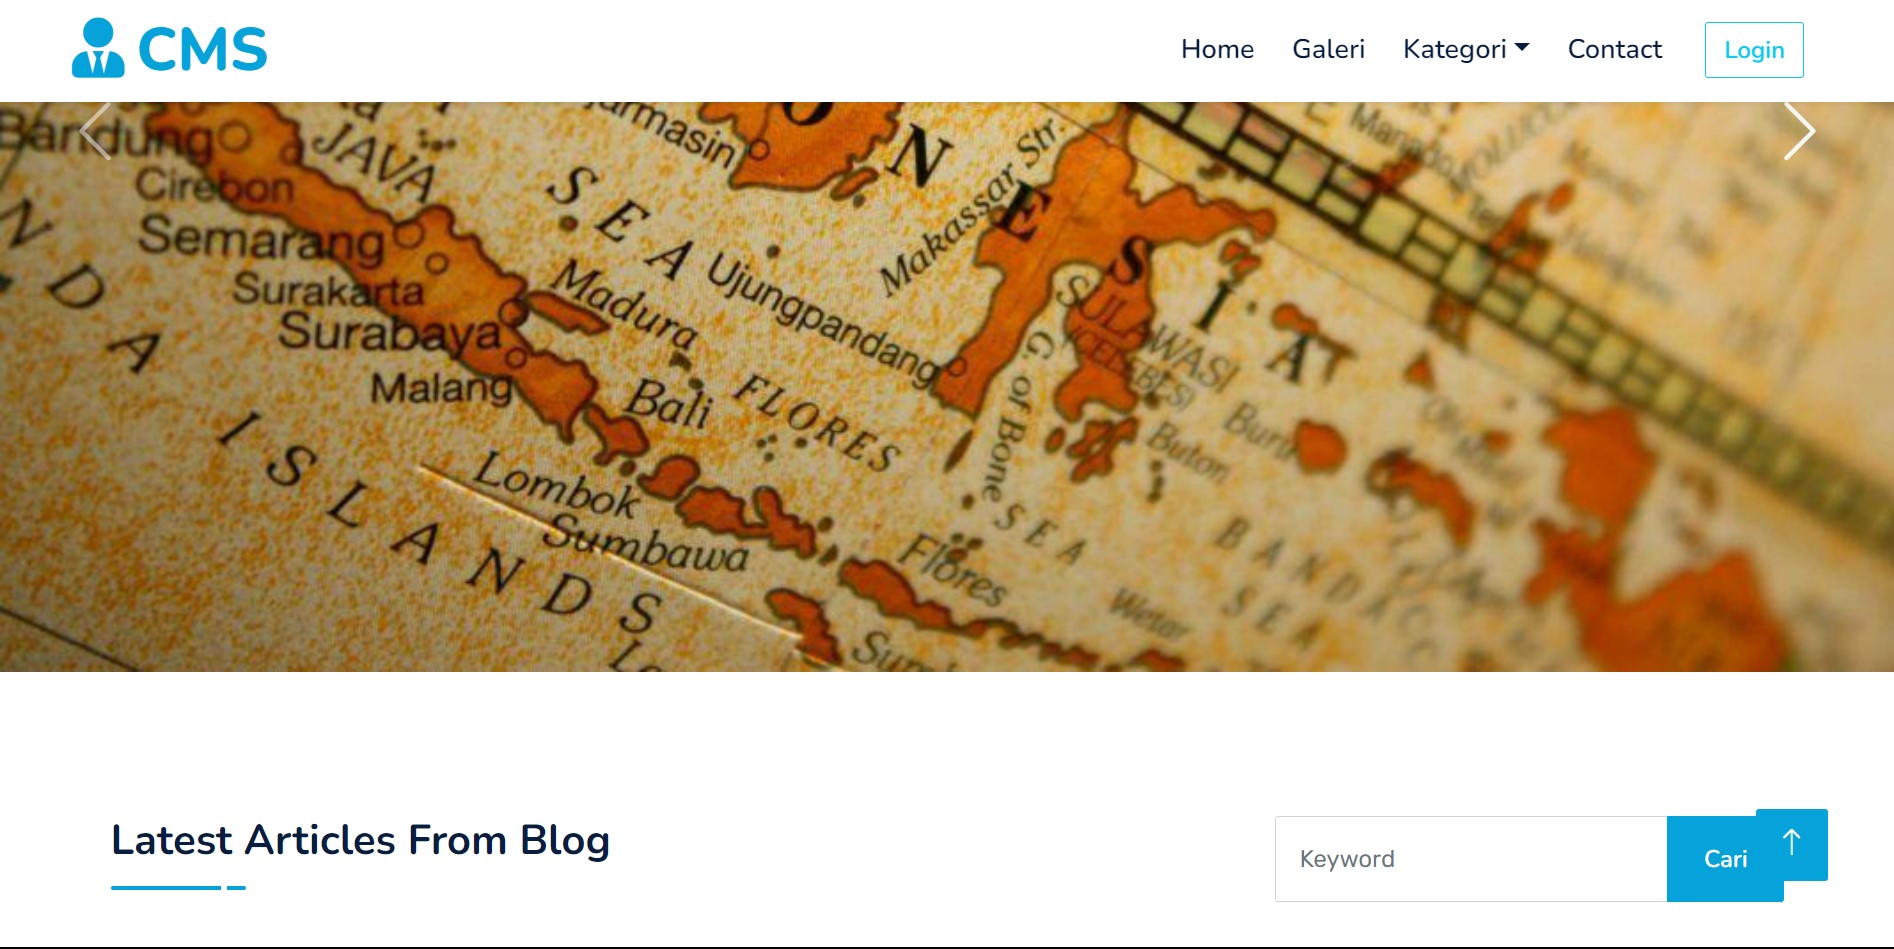 CMS
Home Galeri Kategori Contact Login
Bandung
JAVA
Cirebon
Semarang
Surakarta
Surabaya
Malang
SEA
Madura
Ujungpandang
Makassar Str.
ONESIA
SULAWASI
(CELEBES)
G. of Bone
Manado
Bali
FLORES
SEA
Lombok
Sumbawa
Flores
Buton
Buru
Wetar
BANDA
SEA
NDA
ISLANDS
Latest Articles From Blog
Keyword
Cari